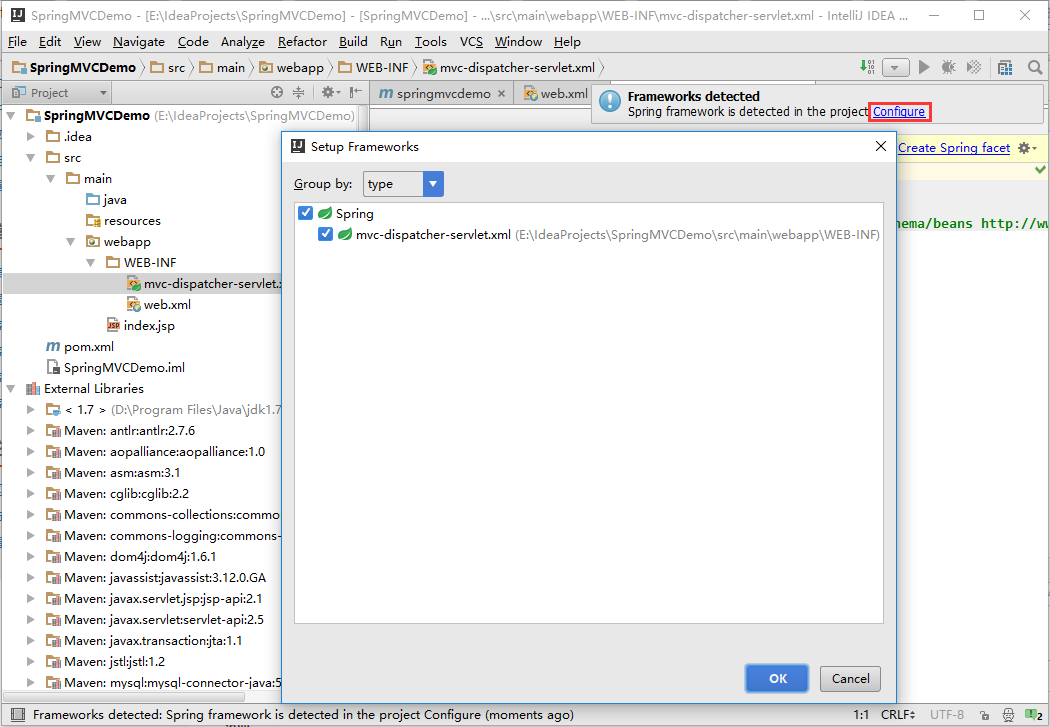 SpringMVCDemo - [E:\IdeaProjects\SpringMVCDemo] - [SpringMVCDemo] - ...\src\main\webapp\WEB-INF\mvc-dispatcher-servlet.xml - IntelliJ IDEA ...
File Edit View Navigate Code Analyze Refactor Build Run Tools VCS Window Help
SpringMVCDemo src main webapp WEB-INF mvc-dispatcher-servlet.xml
Project
springmvcdemo web.xml
Frameworks detected
Spring framework is detected in the project Configure
Create Spring facet
hema/beans http://ww
SpringMVCDemo (E:\IdeaProjects\SpringMVCDemo)
.idea
src
main
java
resources
webapp
WEB-INF
mvc-dispatcher-servlet.x
web.xml
index.jsp
pom.xml
SpringMVCDemo.iml
External Libraries
< 1.7 > (D:\Program Files\Java\jdk1.7
Maven: antlr:antlr:2.7.6
Maven: aopalliance:aopalliance:1.0
Maven: asm:asm:3.1
Maven: cglib:cglib:2.2
Maven: commons-collections:commo
Maven: commons-logging:commons-
Maven: dom4j:dom4j:1.6.1
Maven: javassist:javassist:3.12.0.GA
Maven: javax.servlet.jsp:jsp-api:2.1
Maven: javax.servlet:servlet-api:2.5
Maven: javax.transaction:jta:1.1
Maven: jstl:jstl:1.2
Maven: mysql:mysql-connector-java:5
Setup Frameworks
Group by: type
Spring
mvc-dispatcher-servlet.xml (E:\IdeaProjects\SpringMVCDemo\src\main\webapp\WEB-INF)
OK Cancel
Frameworks detected: Spring framework is detected in the project Configure (moments ago) 1:1 CRLF UTF-8 2